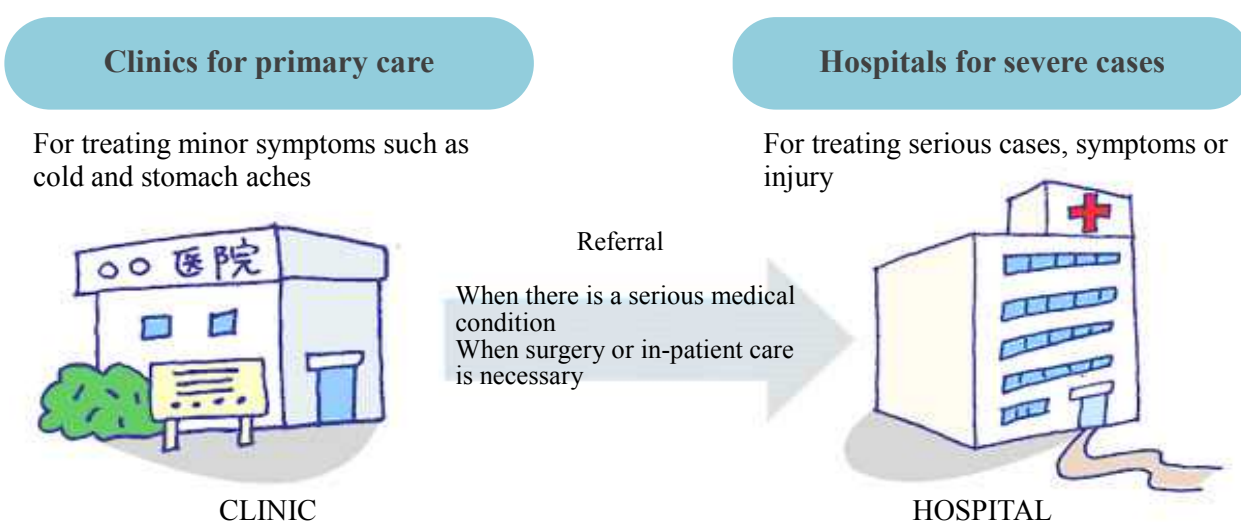 Clinics for primary care
Hospitals for severe cases
For treating minor symptoms such as
cold and stomach aches
For treating serious cases, symptoms or
injury
○○医院
Referral
When there is a serious medical
condition
When surgery or in-patient care
is necessary
CLINIC
HOSPITAL